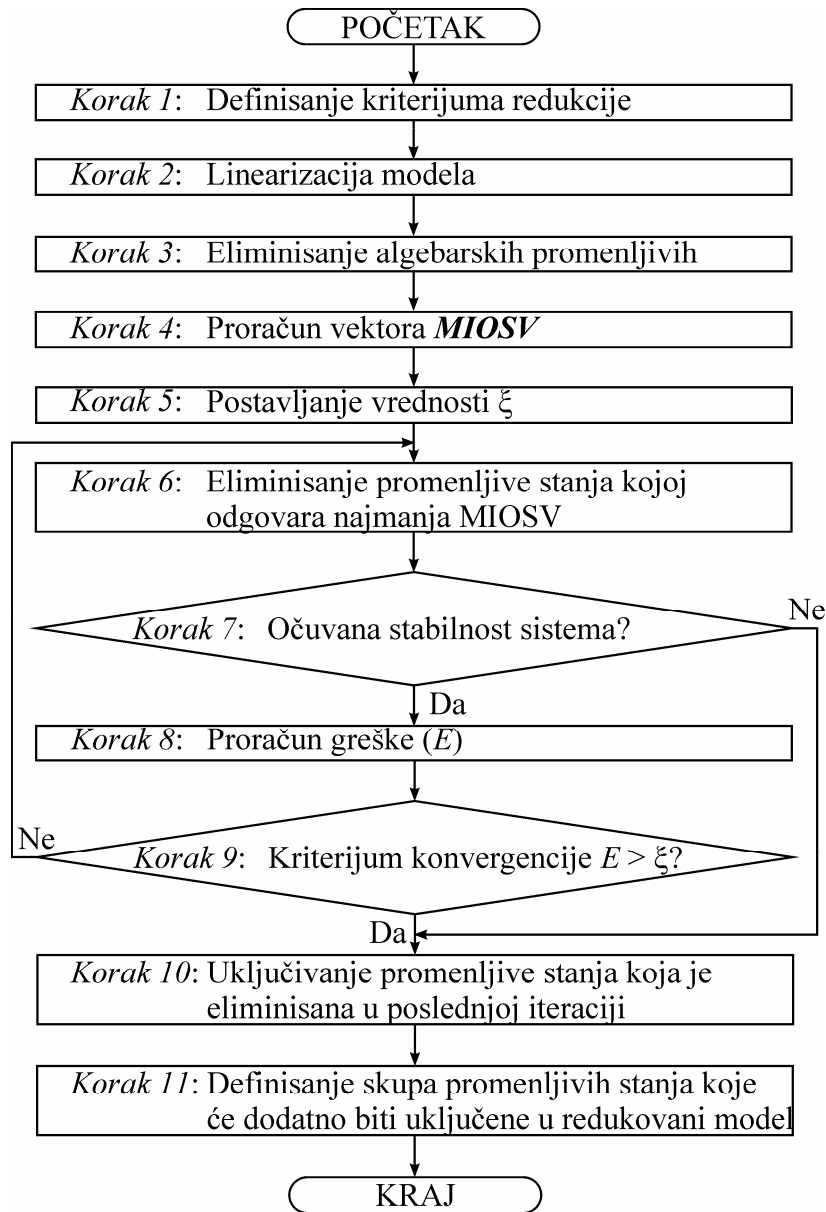 POČETAK
Korak 1: Definisanje kriterijuma redukcije
Korak 2: Linearizacija modela
Korak 3: Eliminisanje algebarskih promenljivih
Korak 4: Proračun vektora MIOSV
Korak 5: Postavljanje vrednosti ξ
Korak 6: Eliminisanje promenljive stanja kojoj
odgovara najmanja MIOSV
Korak 7: Očuvana stabilnost sistema?
Ne
Da
Korak 8: Proračun greške (E)
Ne
Korak 9: Kriterijum konvergencije E > ξ?
Da
Korak 10: Uključivanje promenljive stanja koja je
eliminisana u poslednjoj iteraciji
Korak 11: Definisanje skupa promenljivih stanja koje
će dodatno biti uključene u redukovani model
KRAJ